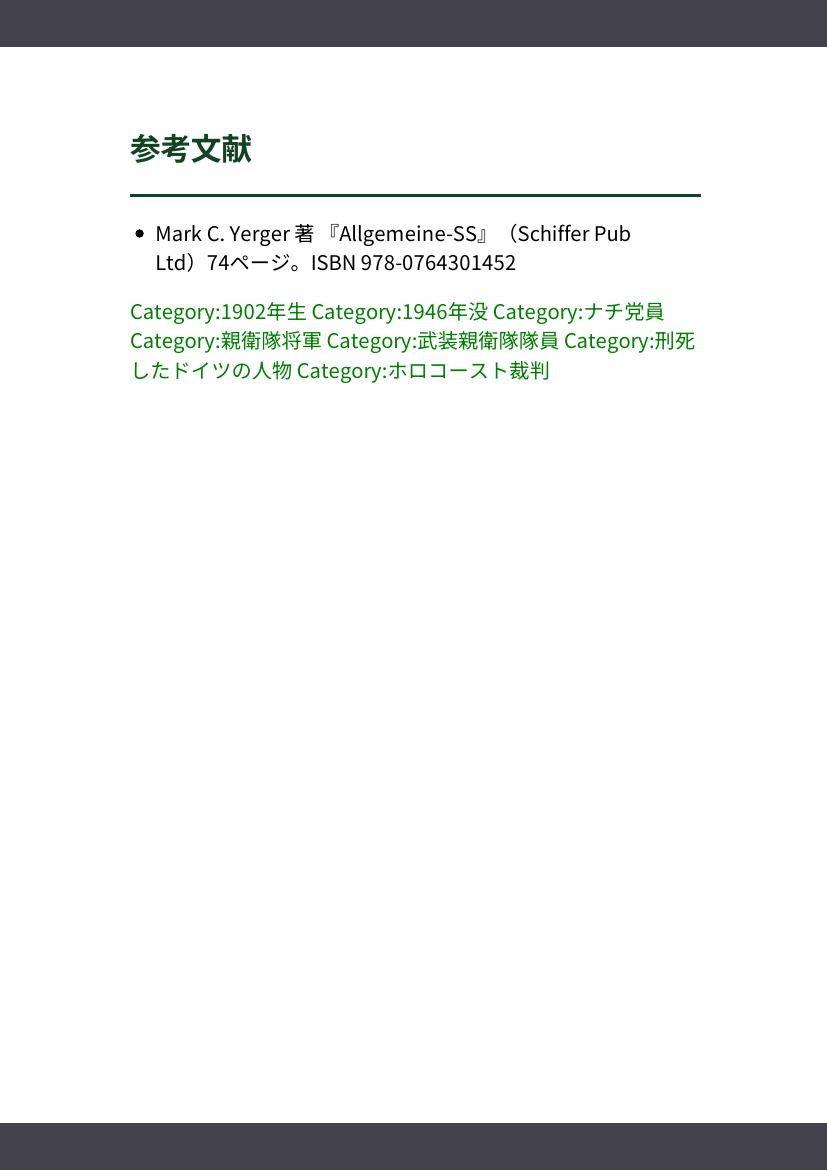 参考文献
• Mark C. Yerger 著 『Allgemeine-SS』（Schiffer Pub
Ltd）74ページ。ISBN 978-0764301452
Category:1902年生 Category:1946年没 Category:ナチ党員
Category:親衛隊将軍 Category:武装親衛隊隊員 Category:刑死
したドイツの人物 Category:ホロコースト裁判